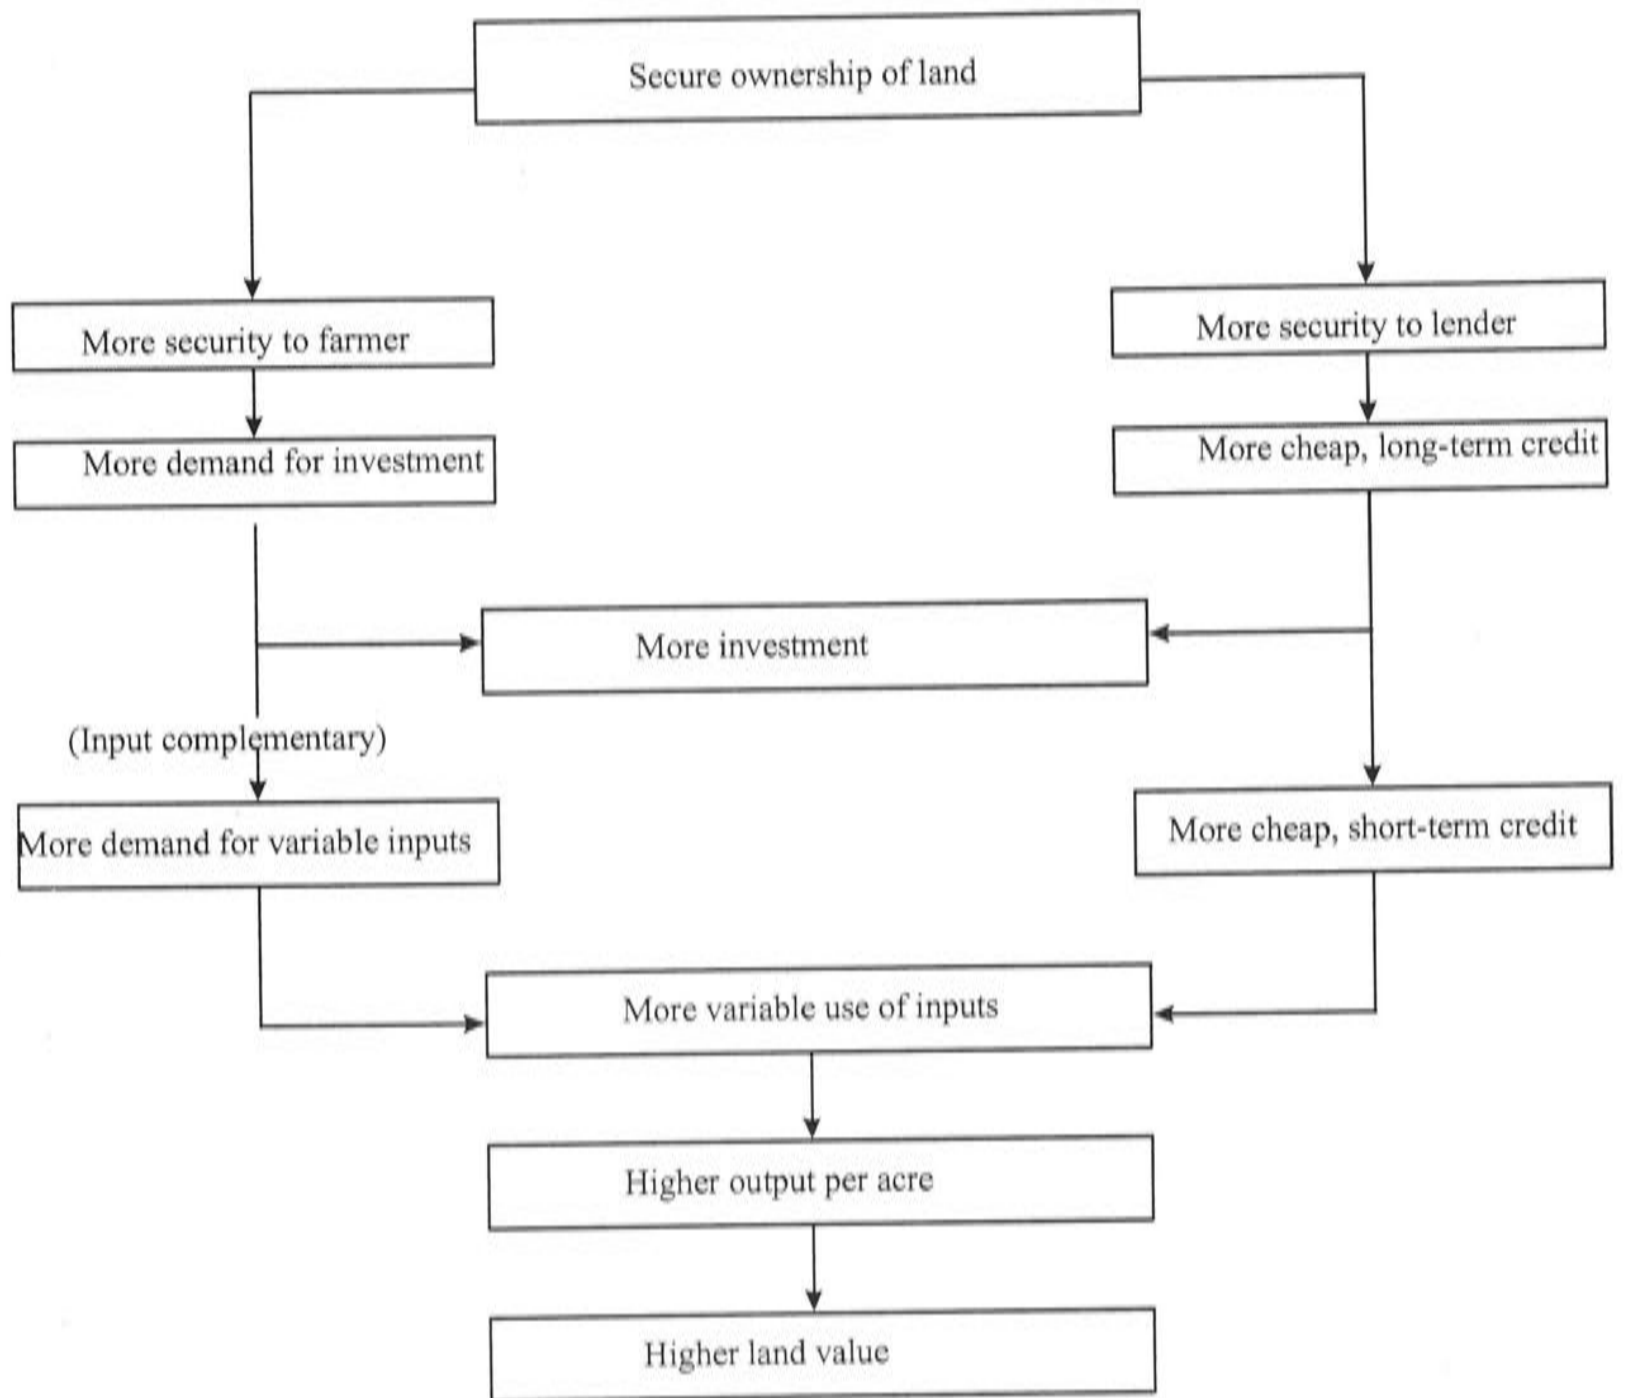 Secure ownership of land
More security to farmer
More security to lender
More demand for investment
More cheap, long-term credit
More investment
(Input complementary)
More demand for variable inputs
More cheap, short-term credit
More variable use of inputs
Higher output per acre
Higher land value